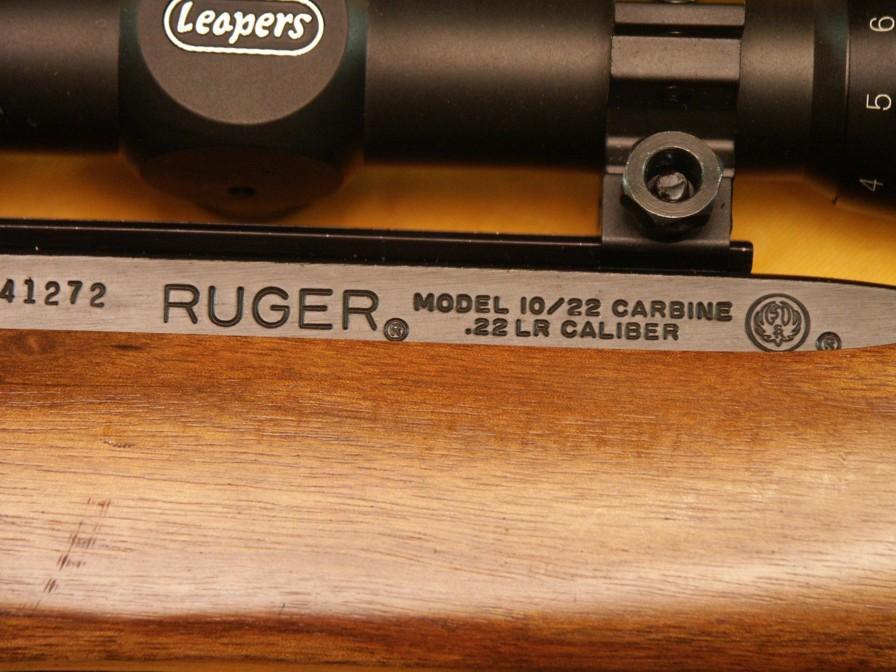 Leapers
6
5
4
41272
RUGER®
MODEL 10/22 CARBINE
.22 LR CALIBER
®